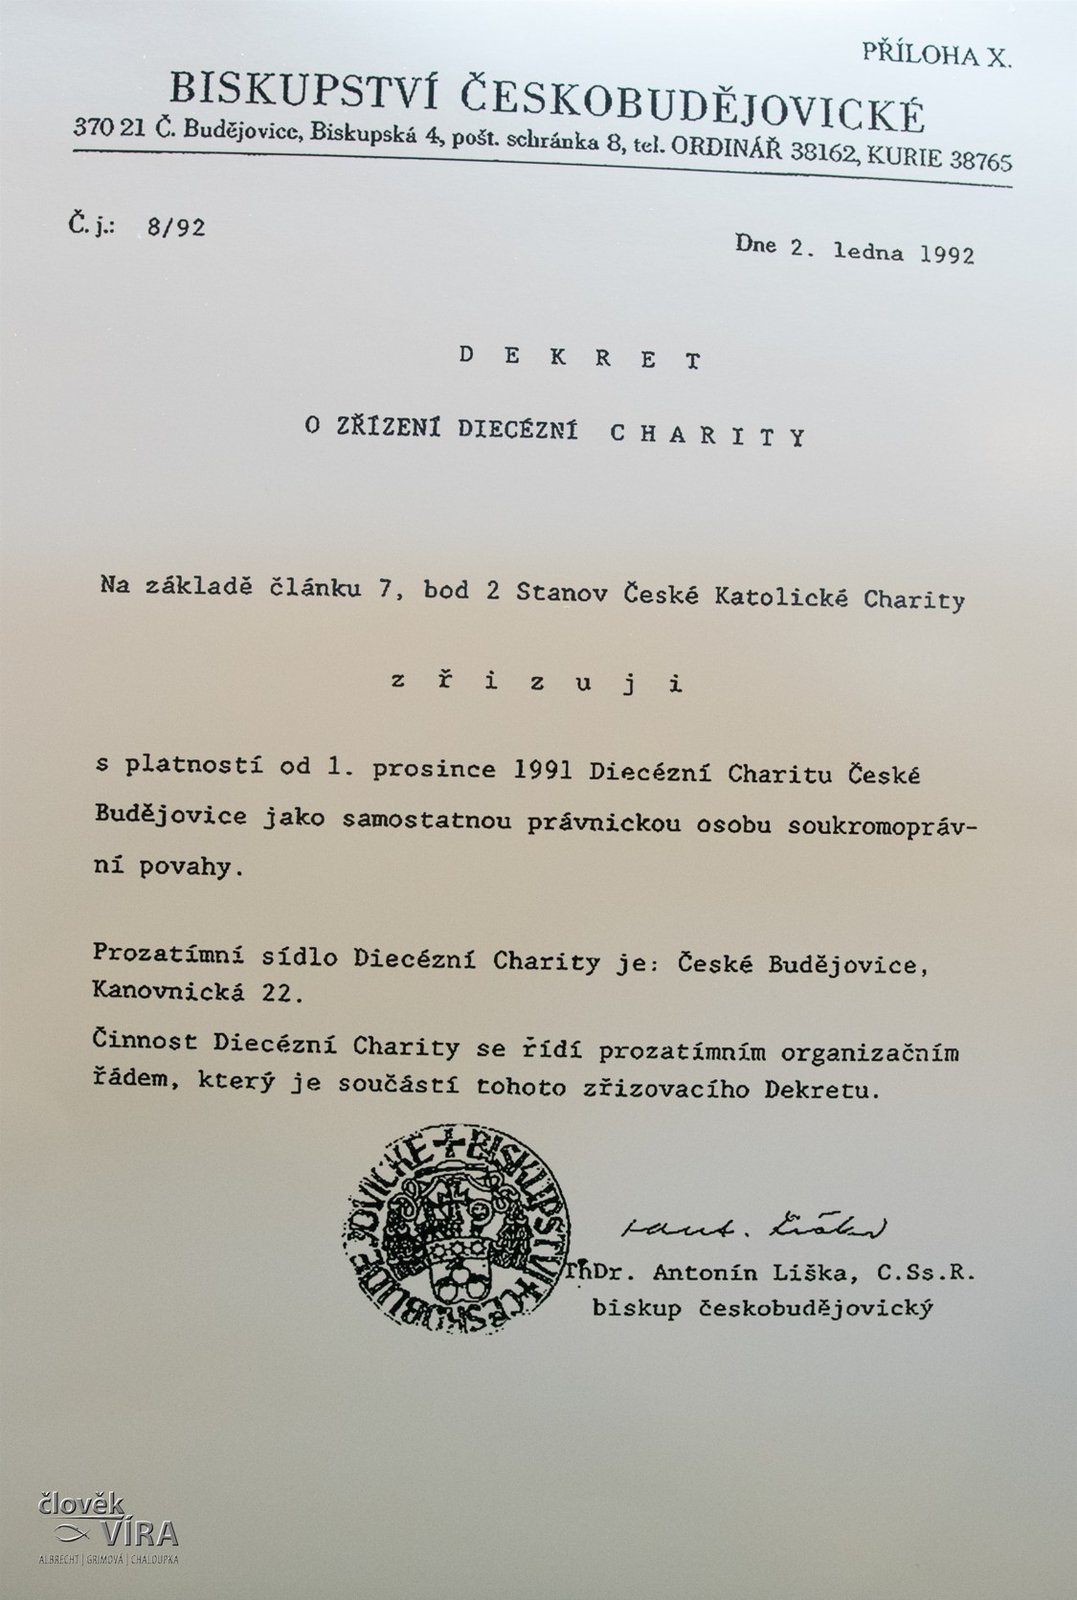 PŘÍLOHA X.
BISKUPSTVÍ ČESKOBUDĚJOVICKÉ
370 21 Č. Budějovice, Biskupská 4, pošt. schránka 8, tel. ORDINÁŘ 38162, KURIE 38765
Č. j.: 8/92
Dne 2. ledna 1992
D E K R E T
O ZŘÍZENÍ DIECÉZNÍ C H A R I T Y
Na základě článku 7, bod 2 Stanov České Katolické Charity
z ř i z u j i
s platností od 1. prosince 1991 Diecézní Charitu České
Budějovice jako samostatnou právnickou osobu soukromopráv-
ní povahy.
Prozatímní sídlo Diecézní Charity je: České Budějovice,
Kanovnická 22.
Činnost Diecézní Charity se řídí prozatímním organizačním
řádem, který je součástí tohoto zřizovacího Dekretu.
BISKUPSTVÍ + ČESKOBUDĚJOVICKÉ +
Liška
ThDr. Antonín Liška, C.Ss.R.
biskup českobudějovický
člověk
VÍRA
ALBRECHT | GRIMOVÁ | CHALOUPKA